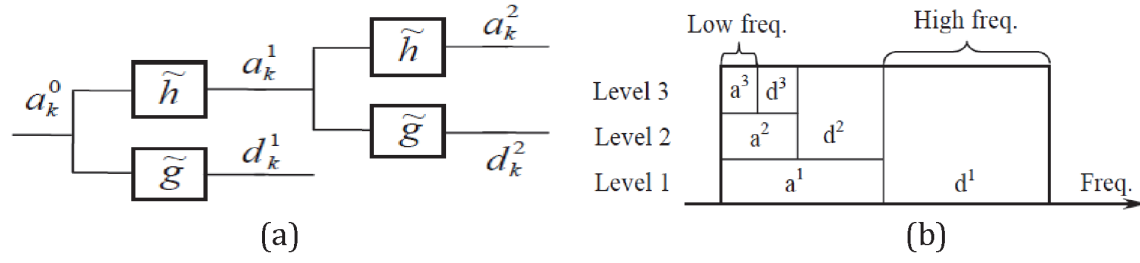 a_k^0
h̃
a_k^1
h̃
a_k^2
g̃
d_k^1
g̃
d_k^2
(a)
Low freq.
High freq.
Level 3
a^3
d^3
Level 2
a^2
d^2
Level 1
a^1
d^1
Freq.
(b)